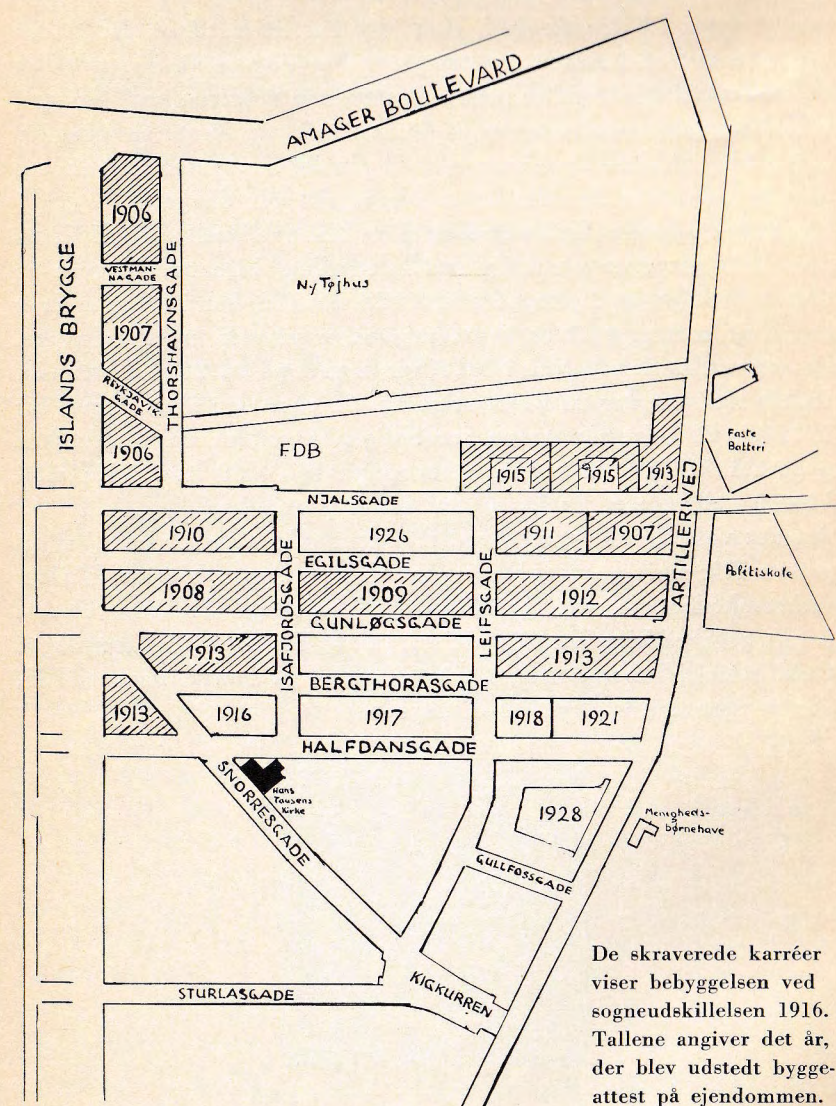 AMAGER BOULEVARD
1906
VESTMAN-
NAGADE
1907
REYKJAVIK-
GADE
1906
ISLANDS BRYGGE
THORSHAVNSGADE
Ny Tøjhus
FDB
1915
1915
1913
Faste
Batteri
NJALSGADE
1910
1926
1911
1907
ARTILLERIVEJ
Politiskole
EGILSGADE
ISAFJORDSGADE
LEIFSGADE
1908
1909
1912
GUNLØGSGADE
1913
1913
BERGTHORASGADE
1913
1916
1917
1918
1921
HALFDANSGADE
SNORRESGADE
Hans
Tausens
Kirke
1928
Menigheds-
børnehave
GULLFOSSGADE
STURLASGADE
KIGKURREN
De skraverede karréer
viser bebyggelsen ved
sogneudskillelsen 1916.
Tallene angiver det år,
der blev udstedt bygge-
attest på ejendommen.